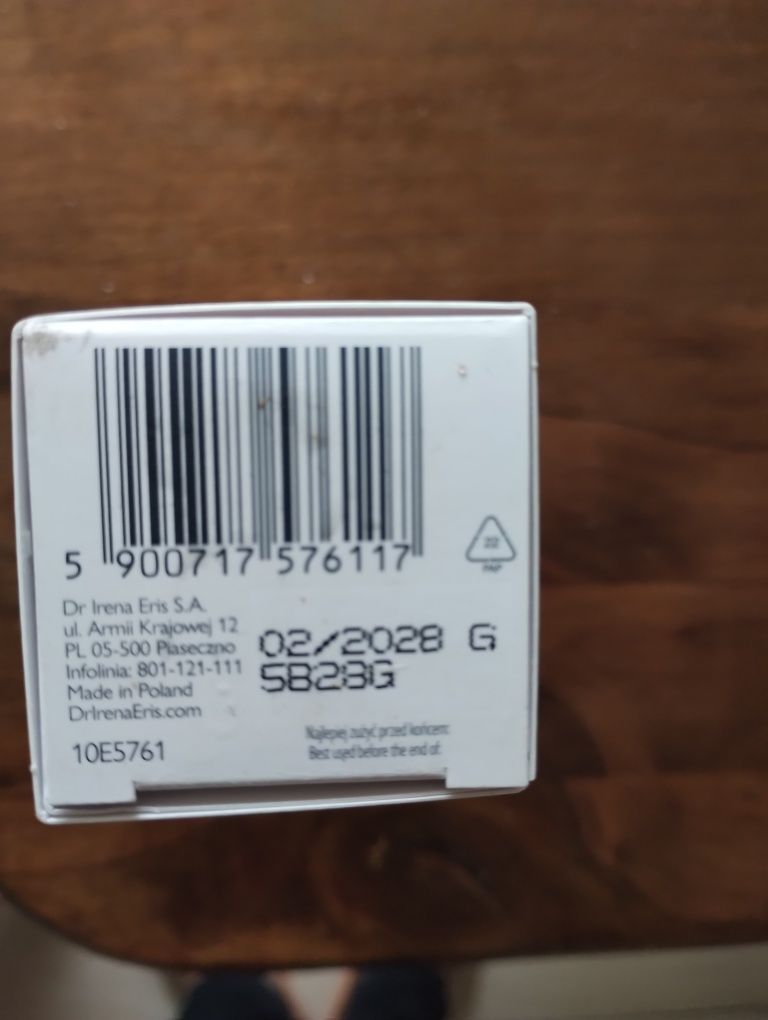 5 900717 576117
22
PAP
Dr Irena Eris S.A.
ul. Armii Krajowej 12
PL 05-500 Piaseczno
Infolinia: 801-121-111
Made in Poland
DrIrenaEris.com
10E5761
02/2028 G
5B28G
Najlepiej zużyć przed końcem:
Best used before the end of: